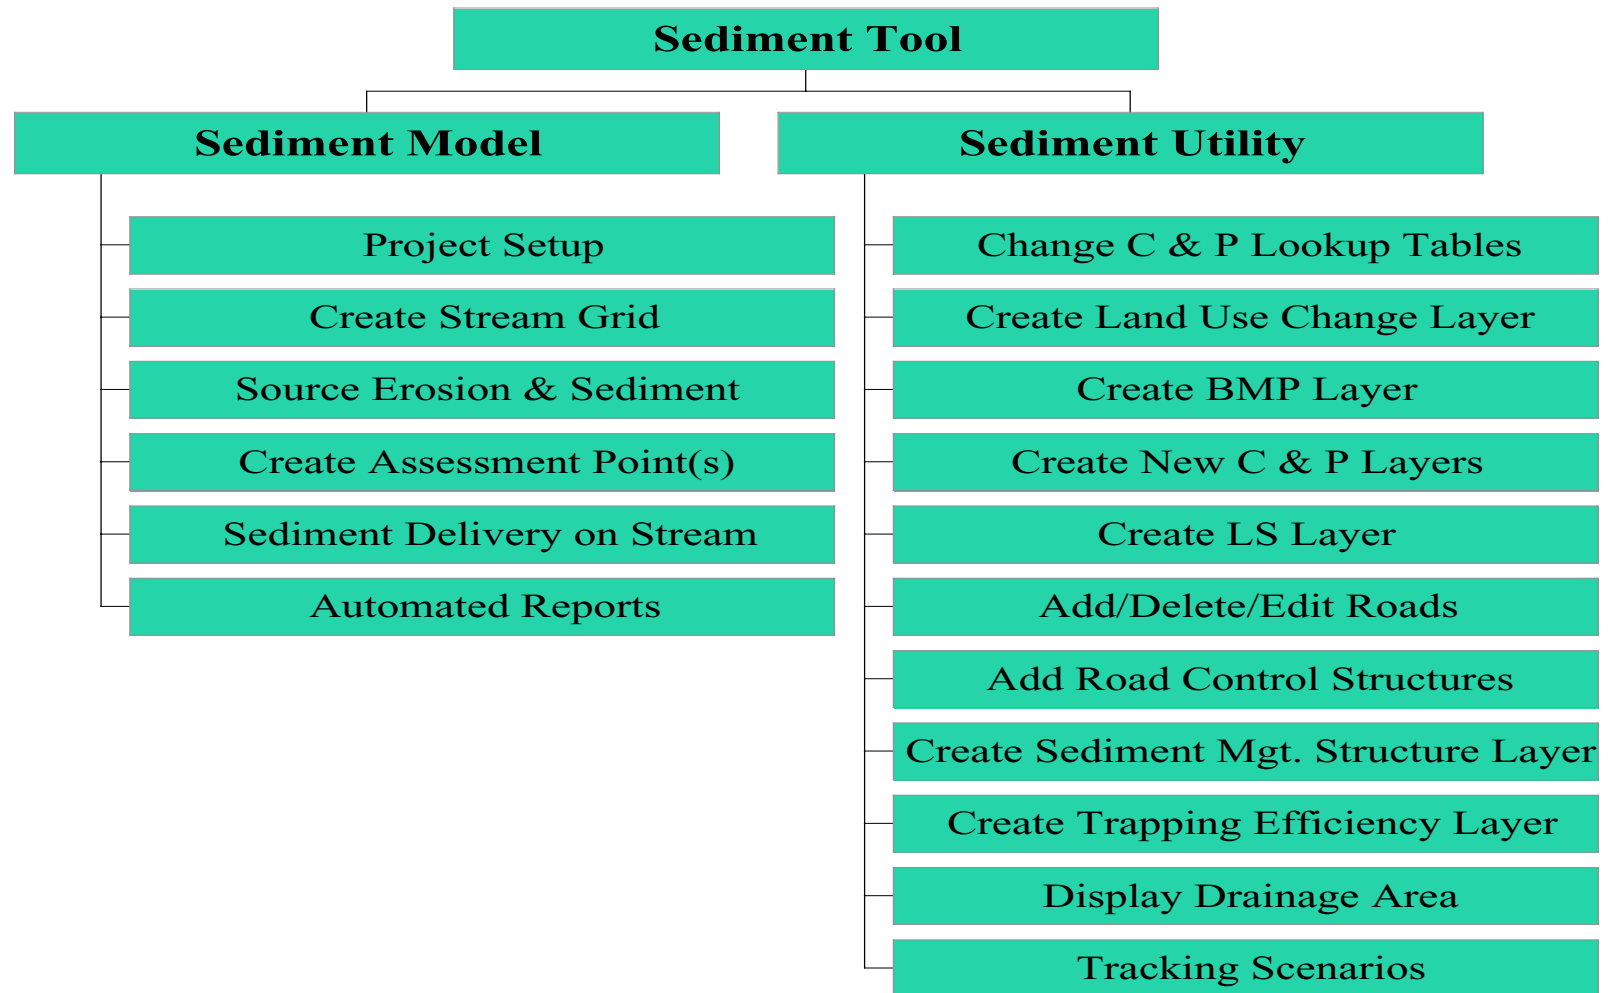 Sediment Tool
Sediment Model
Project Setup
Create Stream Grid
Source Erosion & Sediment
Create Assessment Point(s)
Sediment Delivery on Stream
Automated Reports
Sediment Utility
Change C & P Lookup Tables
Create Land Use Change Layer
Create BMP Layer
Create New C & P Layers
Create LS Layer
Add/Delete/Edit Roads
Add Road Control Structures
Create Sediment Mgt. Structure Layer
Create Trapping Efficiency Layer
Display Drainage Area
Tracking Scenarios